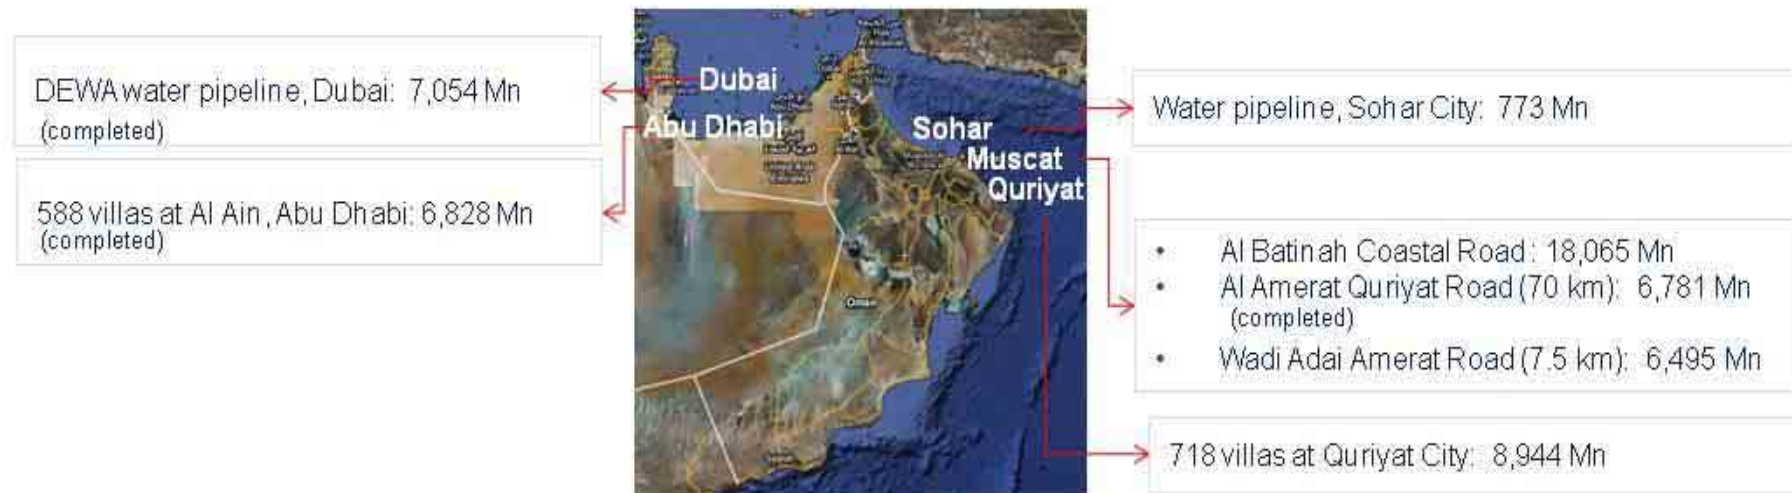 DEWA water pipeline, Dubai: 7,054 Mn
(completed)
588 villas at Al Ain, Abu Dhabi: 6,828 Mn
(completed)
Dubai
Abu Dhabi
Sohar
Muscat
Quriyat
Oman
Water pipeline, Sohar City: 773 Mn
• Al Batinah Coastal Road : 18,065 Mn
• Al Amerat Quriyat Road (70 km): 6,781 Mn
(completed)
• Wadi Adai Amerat Road (7.5 km): 6,495 Mn
718 villas at Quriyat City: 8,944 Mn